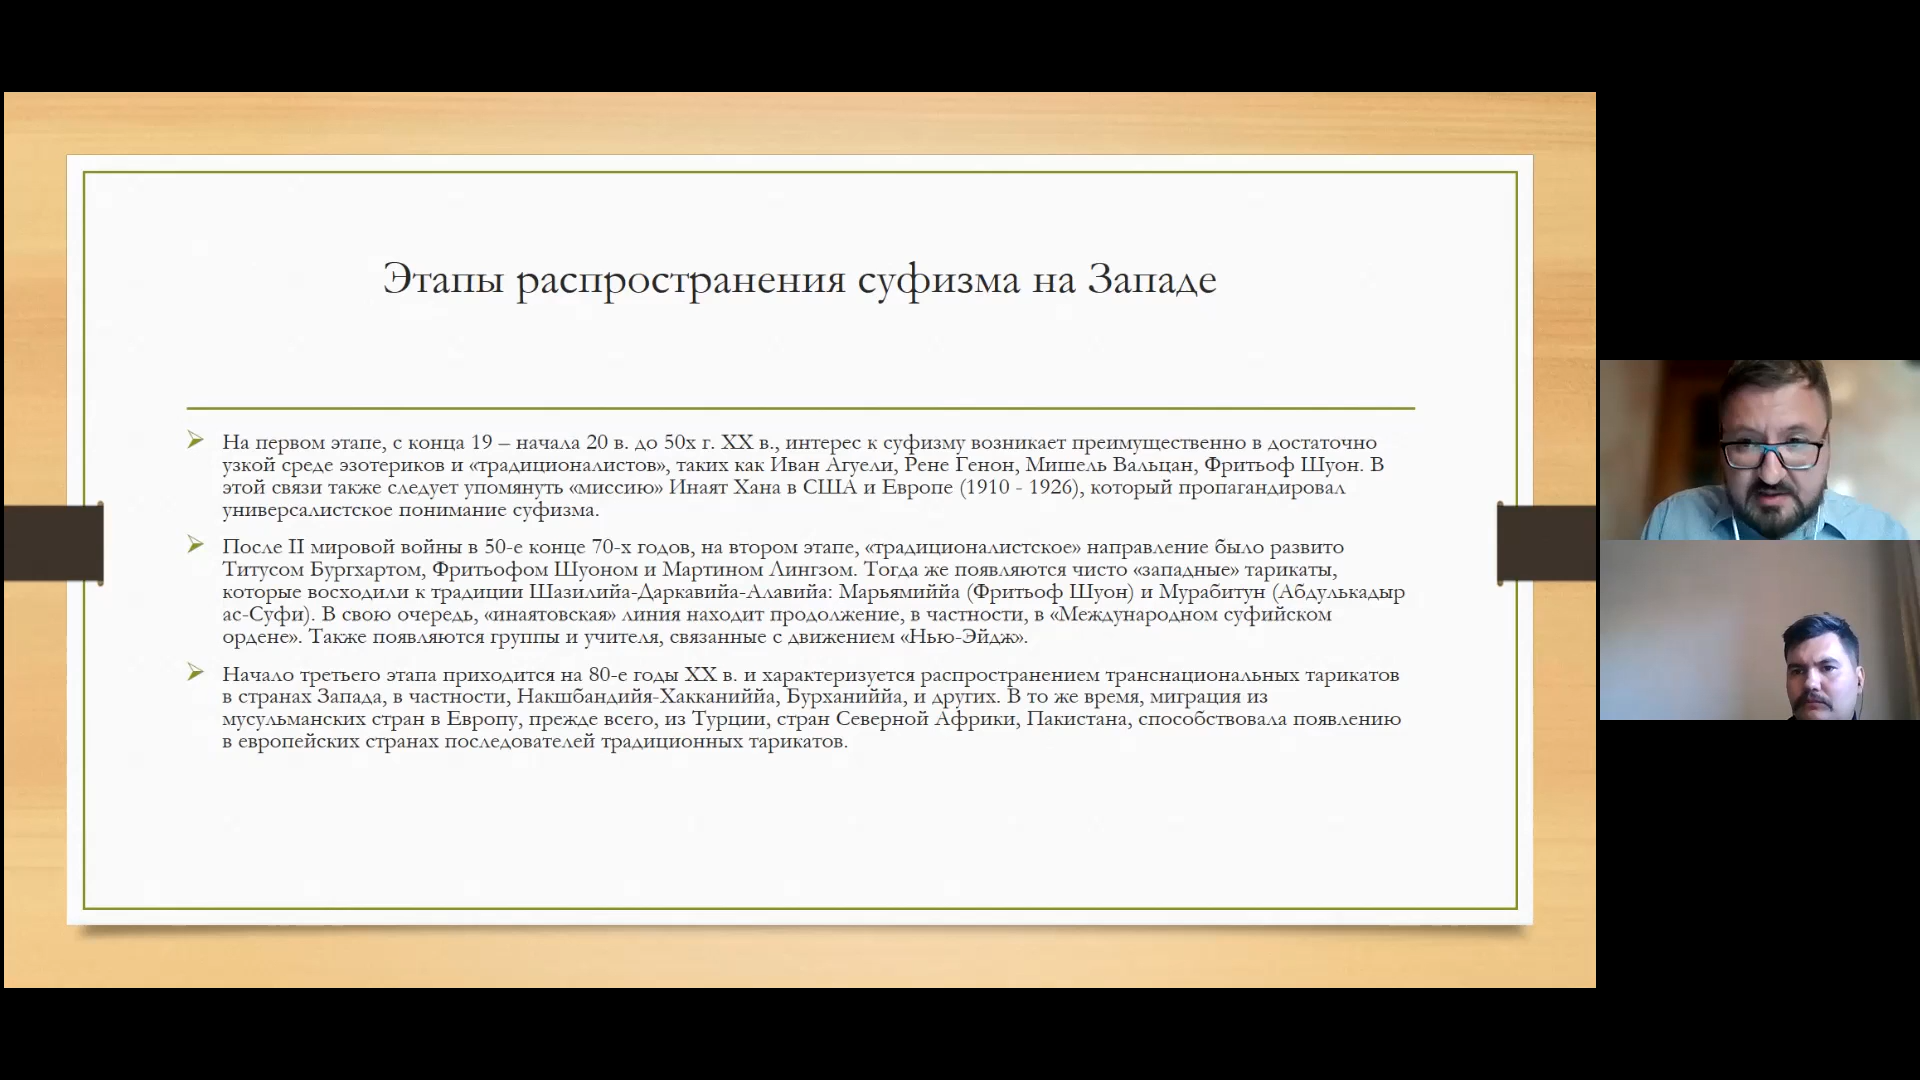 Этапы распространения суфизма на Западе
На первом этапе, с конца 19 – начала 20 в. до 50х г. XX в., интерес к суфизму возникает преимущественно в достаточно
узкой среде эзотериков и «традиционалистов», таких как Иван Агуели, Рене Генон, Мишель Вальцан, Фритьоф Шуон. В
этой связи также следует упомянуть «миссию» Инаят Хана в США и Европе (1910 - 1926), который пропагандировал
универсалистское понимание суфизма.
После II мировой войны в 50-е конце 70-х годов, на втором этапе, «традиционалистское» направление было развито
Титусом Бургхартом, Фритьофом Шуоном и Мартином Лингзом. Тогда же появляются чисто «западные» тарикаты,
которые восходили к традиции Шазилийа-Даркавийа-Алавийа: Марьямиййа (Фритьоф Шуон) и Мурабитун (Абдулькадыр
ас-Суфи). В свою очередь, «инаятовская» линия находит продолжение, в частности, в «Международном суфийском
ордене». Также появляются группы и учителя, связанные с движением «Нью-Эйдж».
Начало третьего этапа приходится на 80-е годы XX в. и характеризуется распространением транснациональных тарикатов
в странах Запада, в частности, Накшбандийя-Хакканиййа, Бурханиййа, и других. В то же время, миграция из
мусульманских стран в Европу, прежде всего, из Турции, стран Северной Африки, Пакистана, способствовала появлению
в европейских странах последователей традиционных тарикатов.